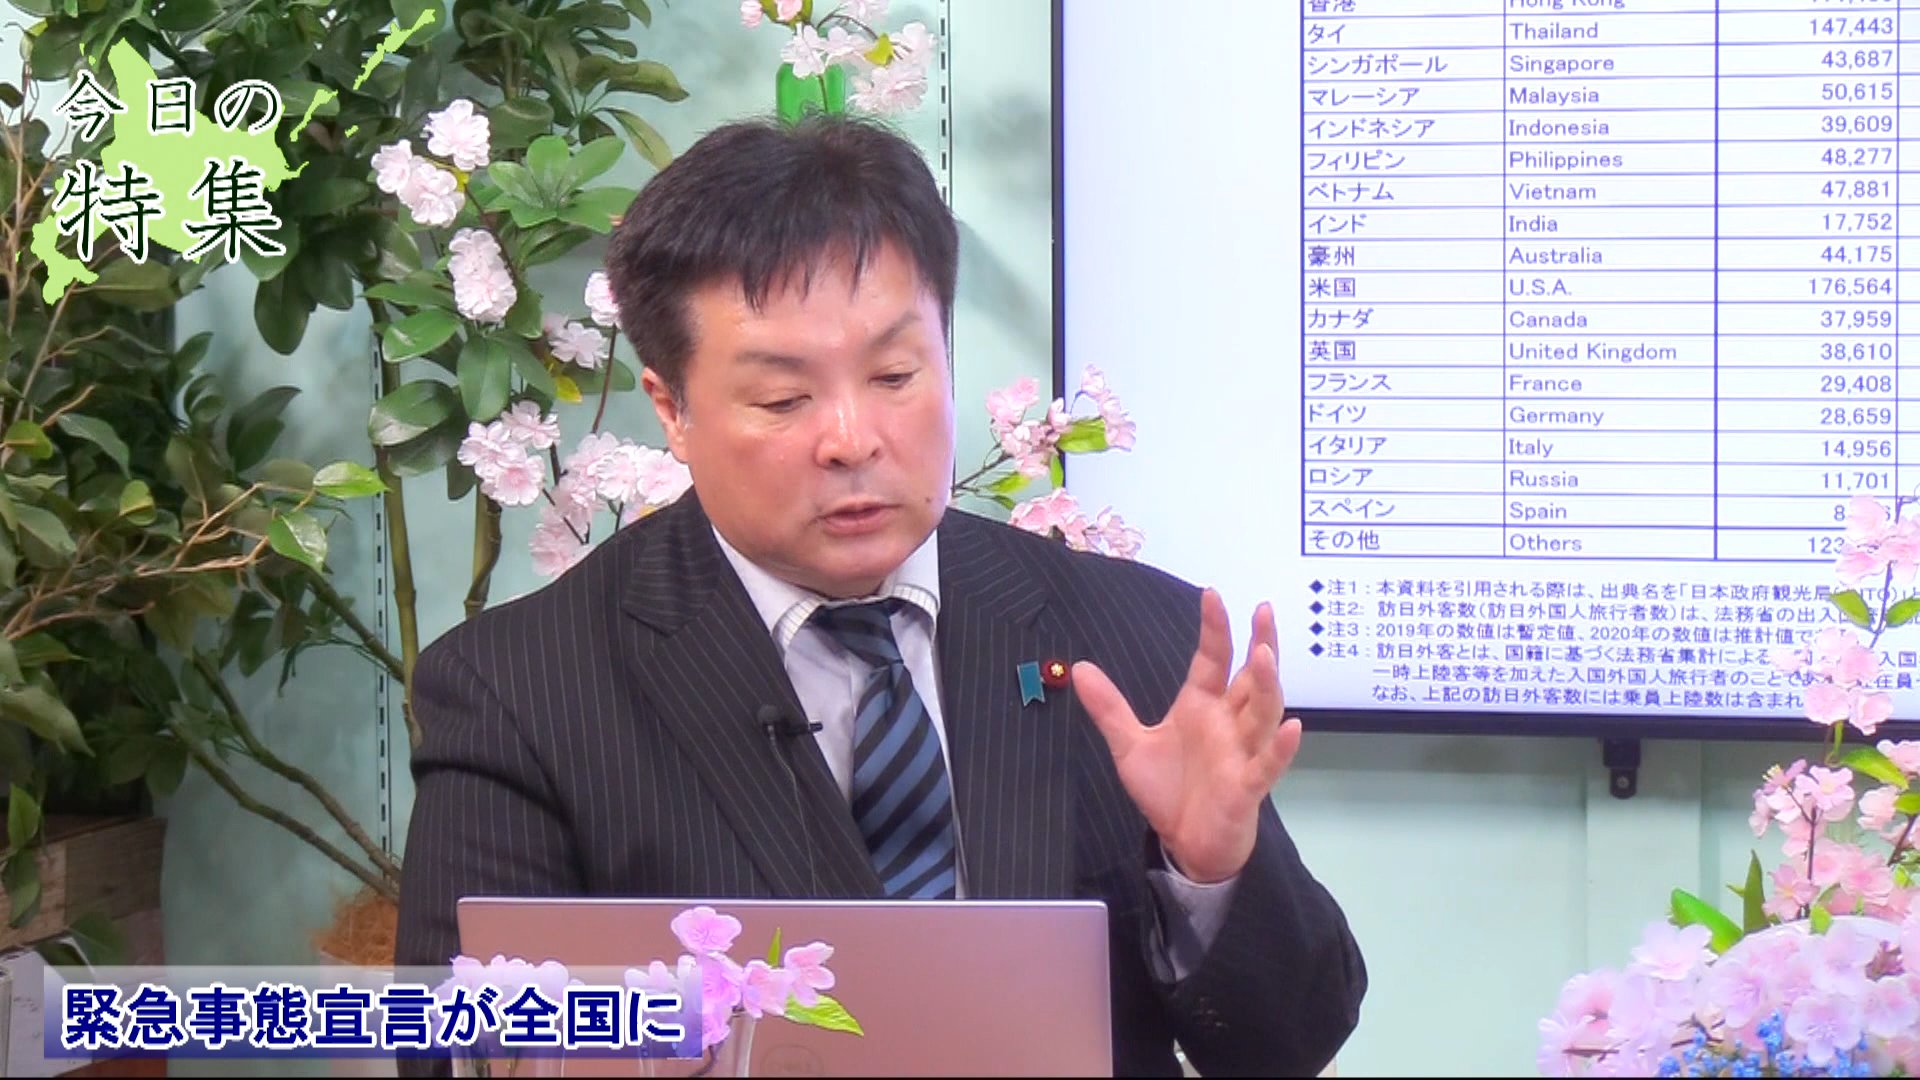 今日の
特集
香港 Hong Kong
タイ Thailand 147,443
シンガポール Singapore 43,687
マレーシア Malaysia 50,615
インドネシア Indonesia 39,609
フィリピン Philippines 48,277
ベトナム Vietnam 47,881
インド India 17,752
豪州 Australia 44,175
米国 U.S.A. 176,564
カナダ Canada 37,959
英国 United Kingdom 38,610
フランス France 29,408
ドイツ Germany 28,659
イタリア Italy 14,956
ロシア Russia 11,701
スペイン Spain
その他 Others
◆注1：本資料を引用される際は、出典名を「日本政府観光局
◆注2：訪日外客数（訪日外国人旅行者数）は、法務省の出入国
◆注3：2019年の数値は暫定値、2020年の数値は推計値で
◆注4：訪日外客とは、国籍に基づく法務省集計による
一時上陸客等を加えた入国外国人旅行者のことであ
なお、上記の訪日外客数には乗員上陸数は含まれ
緊急事態宣言が全国に